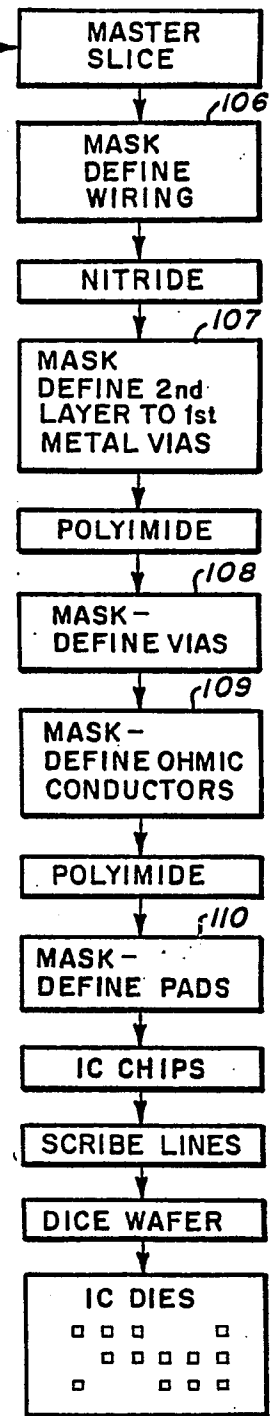 MASTER
SLICE
106
MASK
DEFINE
WIRING
NITRIDE
107
MASK
DEFINE 2nd
LAYER TO 1st
METAL VIAS
POLYIMIDE
108
MASK-
DEFINE VIAS
109
MASK-
DEFINE OHMIC
CONDUCTORS
POLYIMIDE
110
MASK-
DEFINE PADS
IC CHIPS
SCRIBE LINES
DICE WAFER
IC DIES